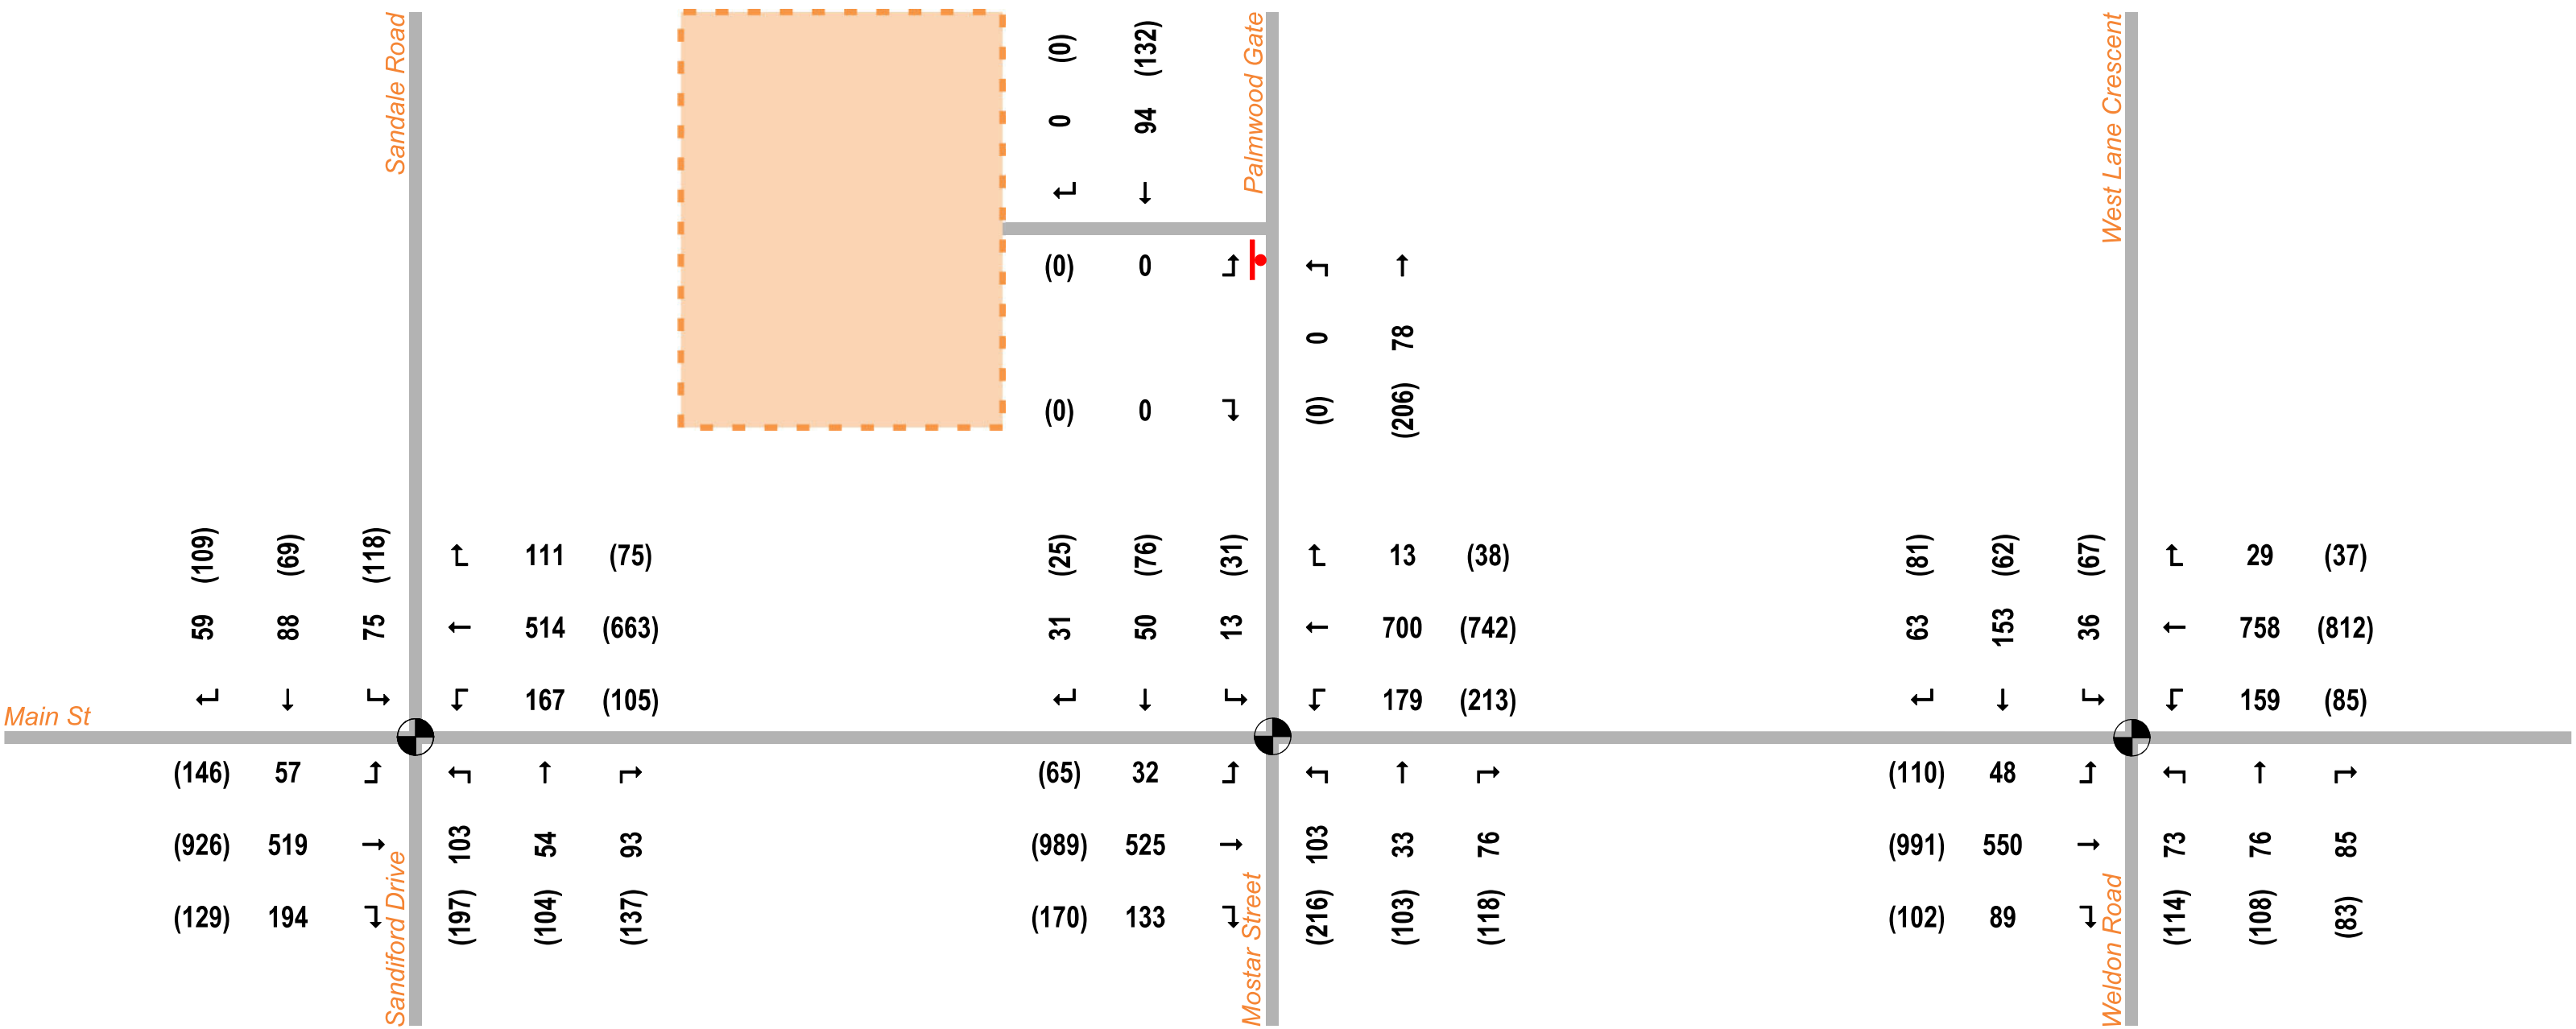 Sandale Road
Palmwood Gate
West Lane Crescent
(0) (132)
0 94
(0) 0
0 78
(0) 0
(0) (206)
(109) (69) (118)
59 88 75
111 (75)
514 (663)
167 (105)
(25) (76) (31)
31 50 13
13 (38)
700 (742)
179 (213)
(81) (62) (67)
63 153 36
29 (37)
758 (812)
159 (85)
Main St
(146) 57
(926) 519
(129) 194
Sandiford Drive
103 54 93
(197) (104) (137)
(65) 32
(989) 525
(170) 133
Mostar Street
103 33 76
(216) (103) (118)
(110) 48
(991) 550
(102) 89
Weldon Road
73 76 85
(114) (108) (83)